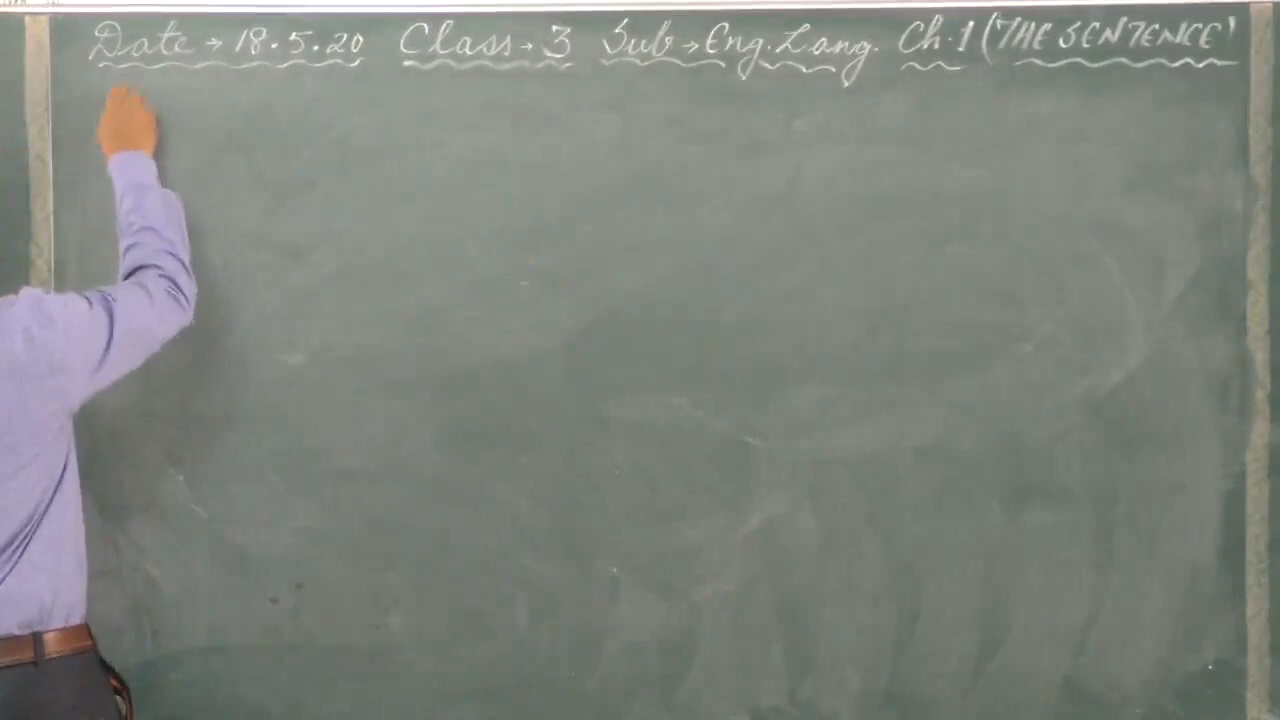 Date → 18.5.20 Class → 3 Sub → Eng. Lang. Ch.1 (THE SENTENCE)